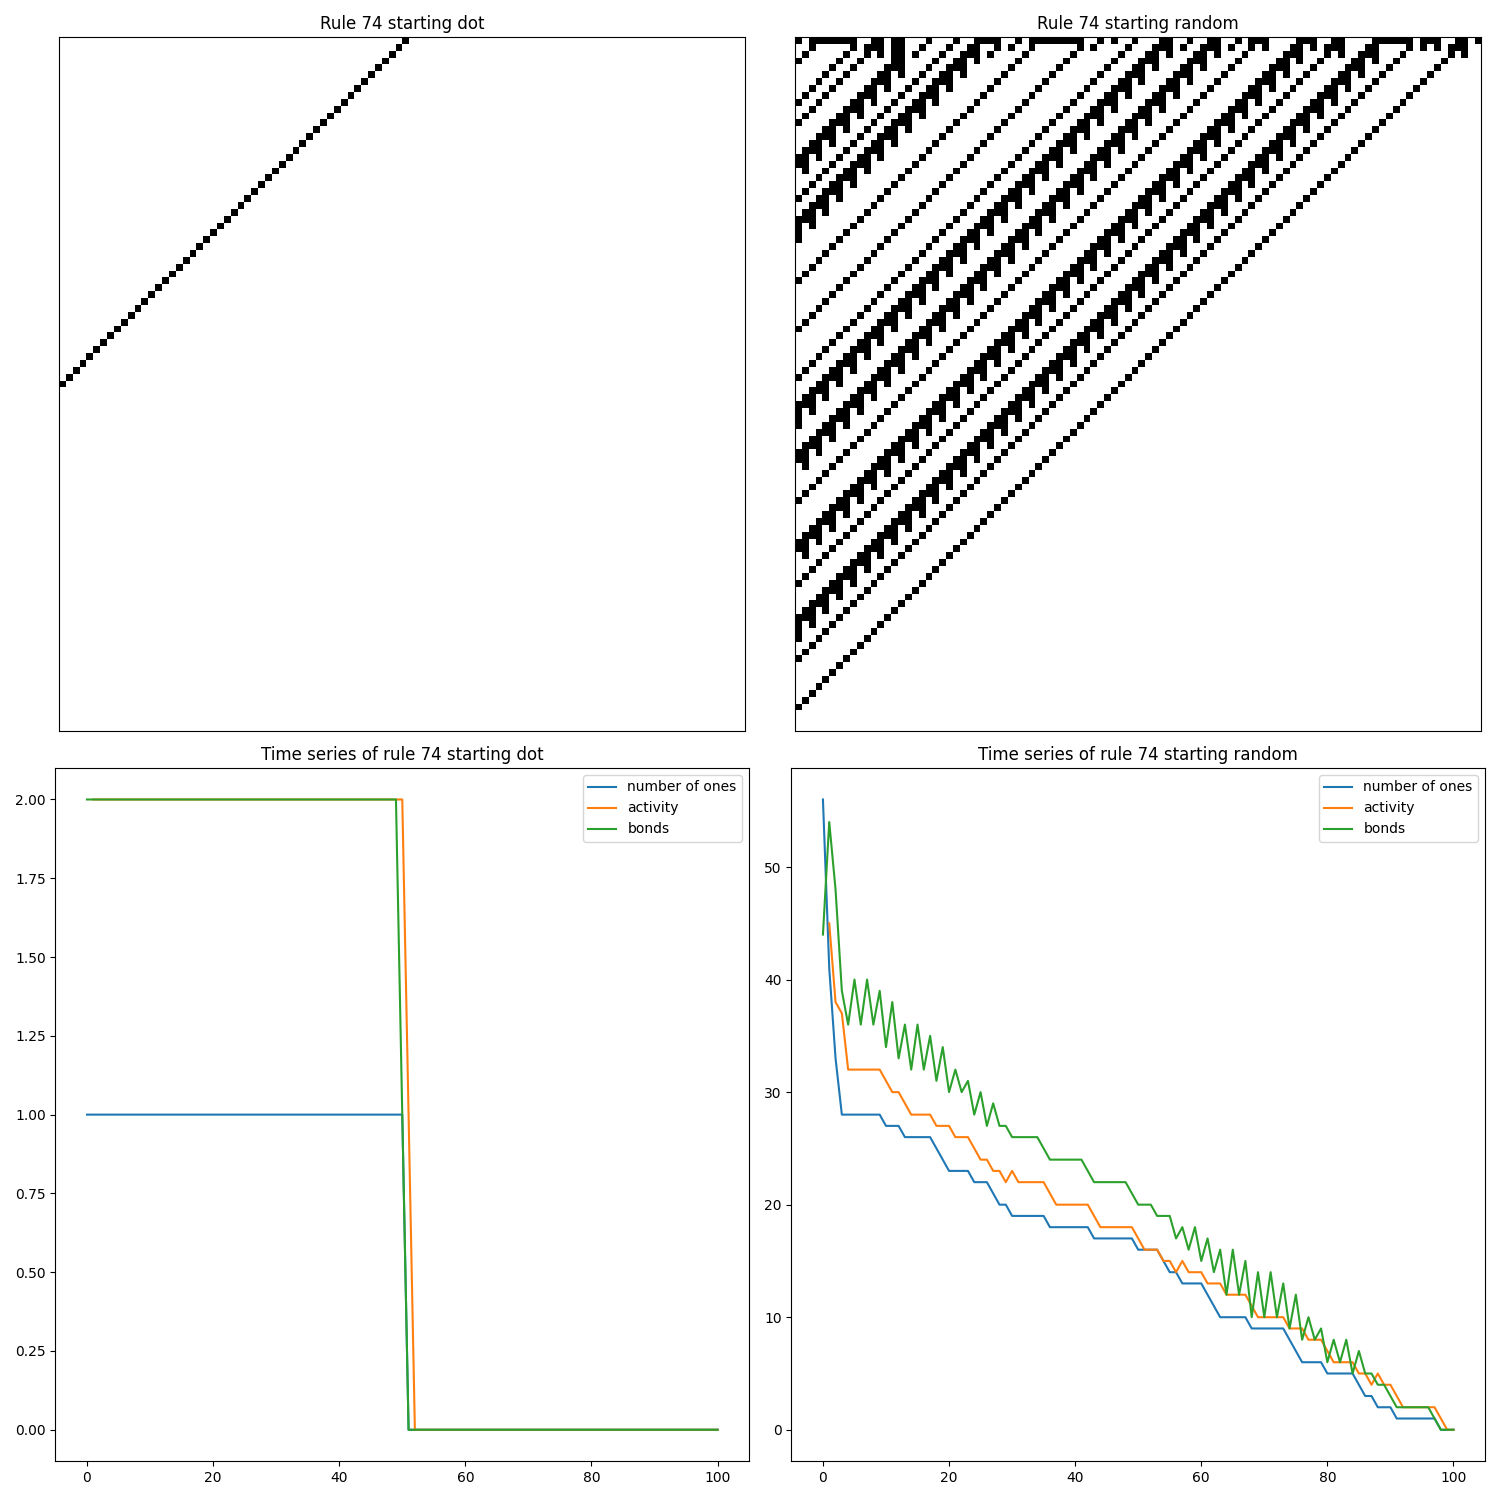 Rule 74 starting dot
Rule 74 starting random
Time series of rule 74 starting dot
number of ones
activity
bonds
2.00
1.75
1.50
1.25
1.00
0.75
0.50
0.25
0.00
0 20 40 60 80 100
Time series of rule 74 starting random
number of ones
activity
bonds
50
40
30
20
10
0
0 20 40 60 80 100